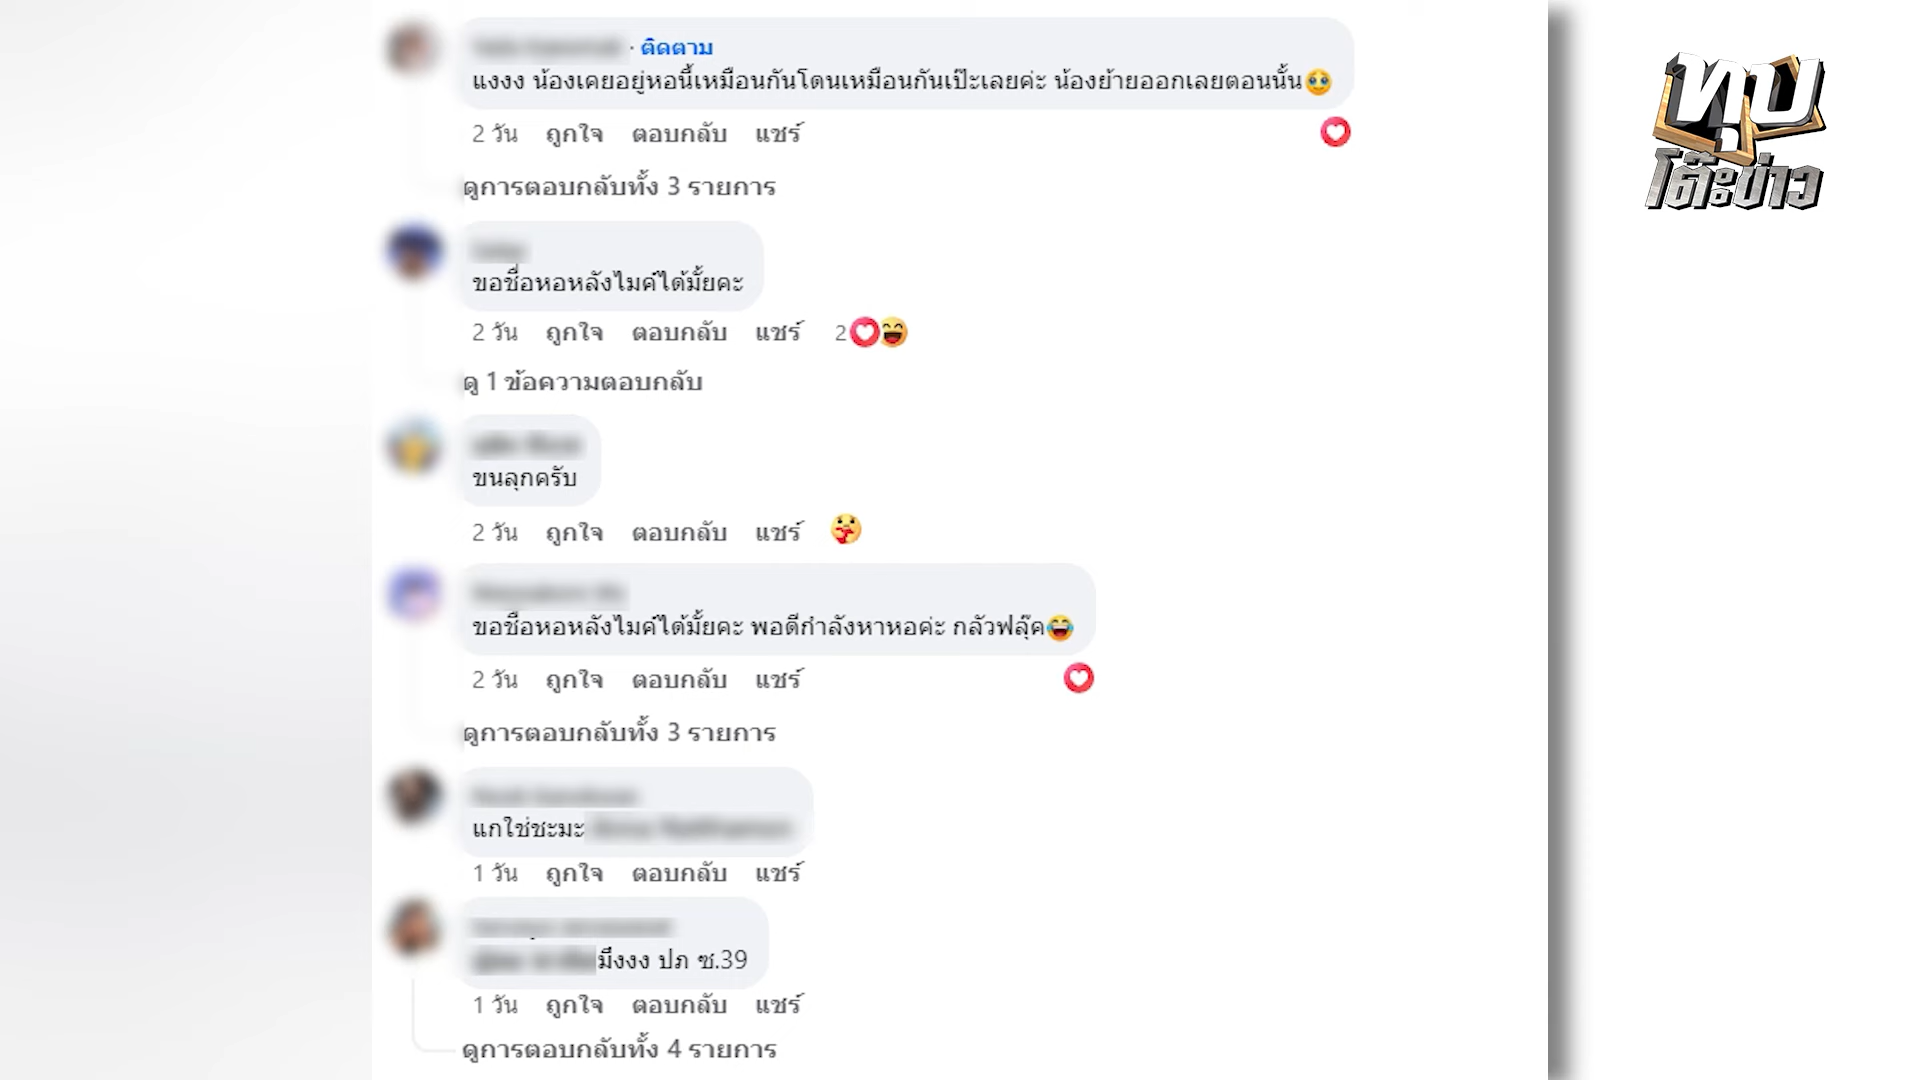 · ติดตาม
แงงง น้องเคยอยู่หอนี้เหมือนกันโดนเหมือนกันเป๊ะเลยค่ะ น้องย้ายออกเลยตอนนั้น🥹
2 วัน ถูกใจ ตอบกลับ แชร์
ดูการตอบกลับทั้ง 3 รายการ
ขอชื่อหอหลังไมค์ได้มั้ยคะ
2 วัน ถูกใจ ตอบกลับ แชร์ 2
ดู 1 ข้อความตอบกลับ
ขนลุกครับ
2 วัน ถูกใจ ตอบกลับ แชร์
ขอชื่อหอหลังไมค์ได้มั้ยคะ พอดีกำลังหาหอค่ะ กลัวฟลุ๊ค😂
2 วัน ถูกใจ ตอบกลับ แชร์
ดูการตอบกลับทั้ง 3 รายการ
แกใช่ชะมะ
1 วัน ถูกใจ ตอบกลับ แชร์
มึงงง ปภ ซ.39
1 วัน ถูกใจ ตอบกลับ แชร์
ดูการตอบกลับทั้ง 4 รายการ
ทุบ
โต๊ะข่าว